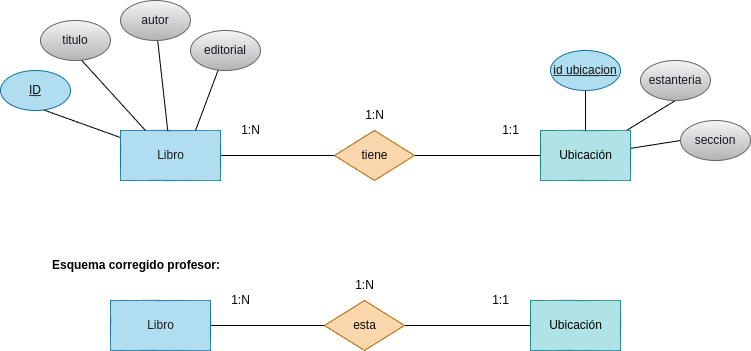 autor
titulo
editorial
ID
id ubicacion
estanteria
seccion
1:N
1:N
1:1
Libro
tiene
Ubicación
Esquema corregido profesor:
1:N
1:N
1:1
Libro
esta
Ubicación